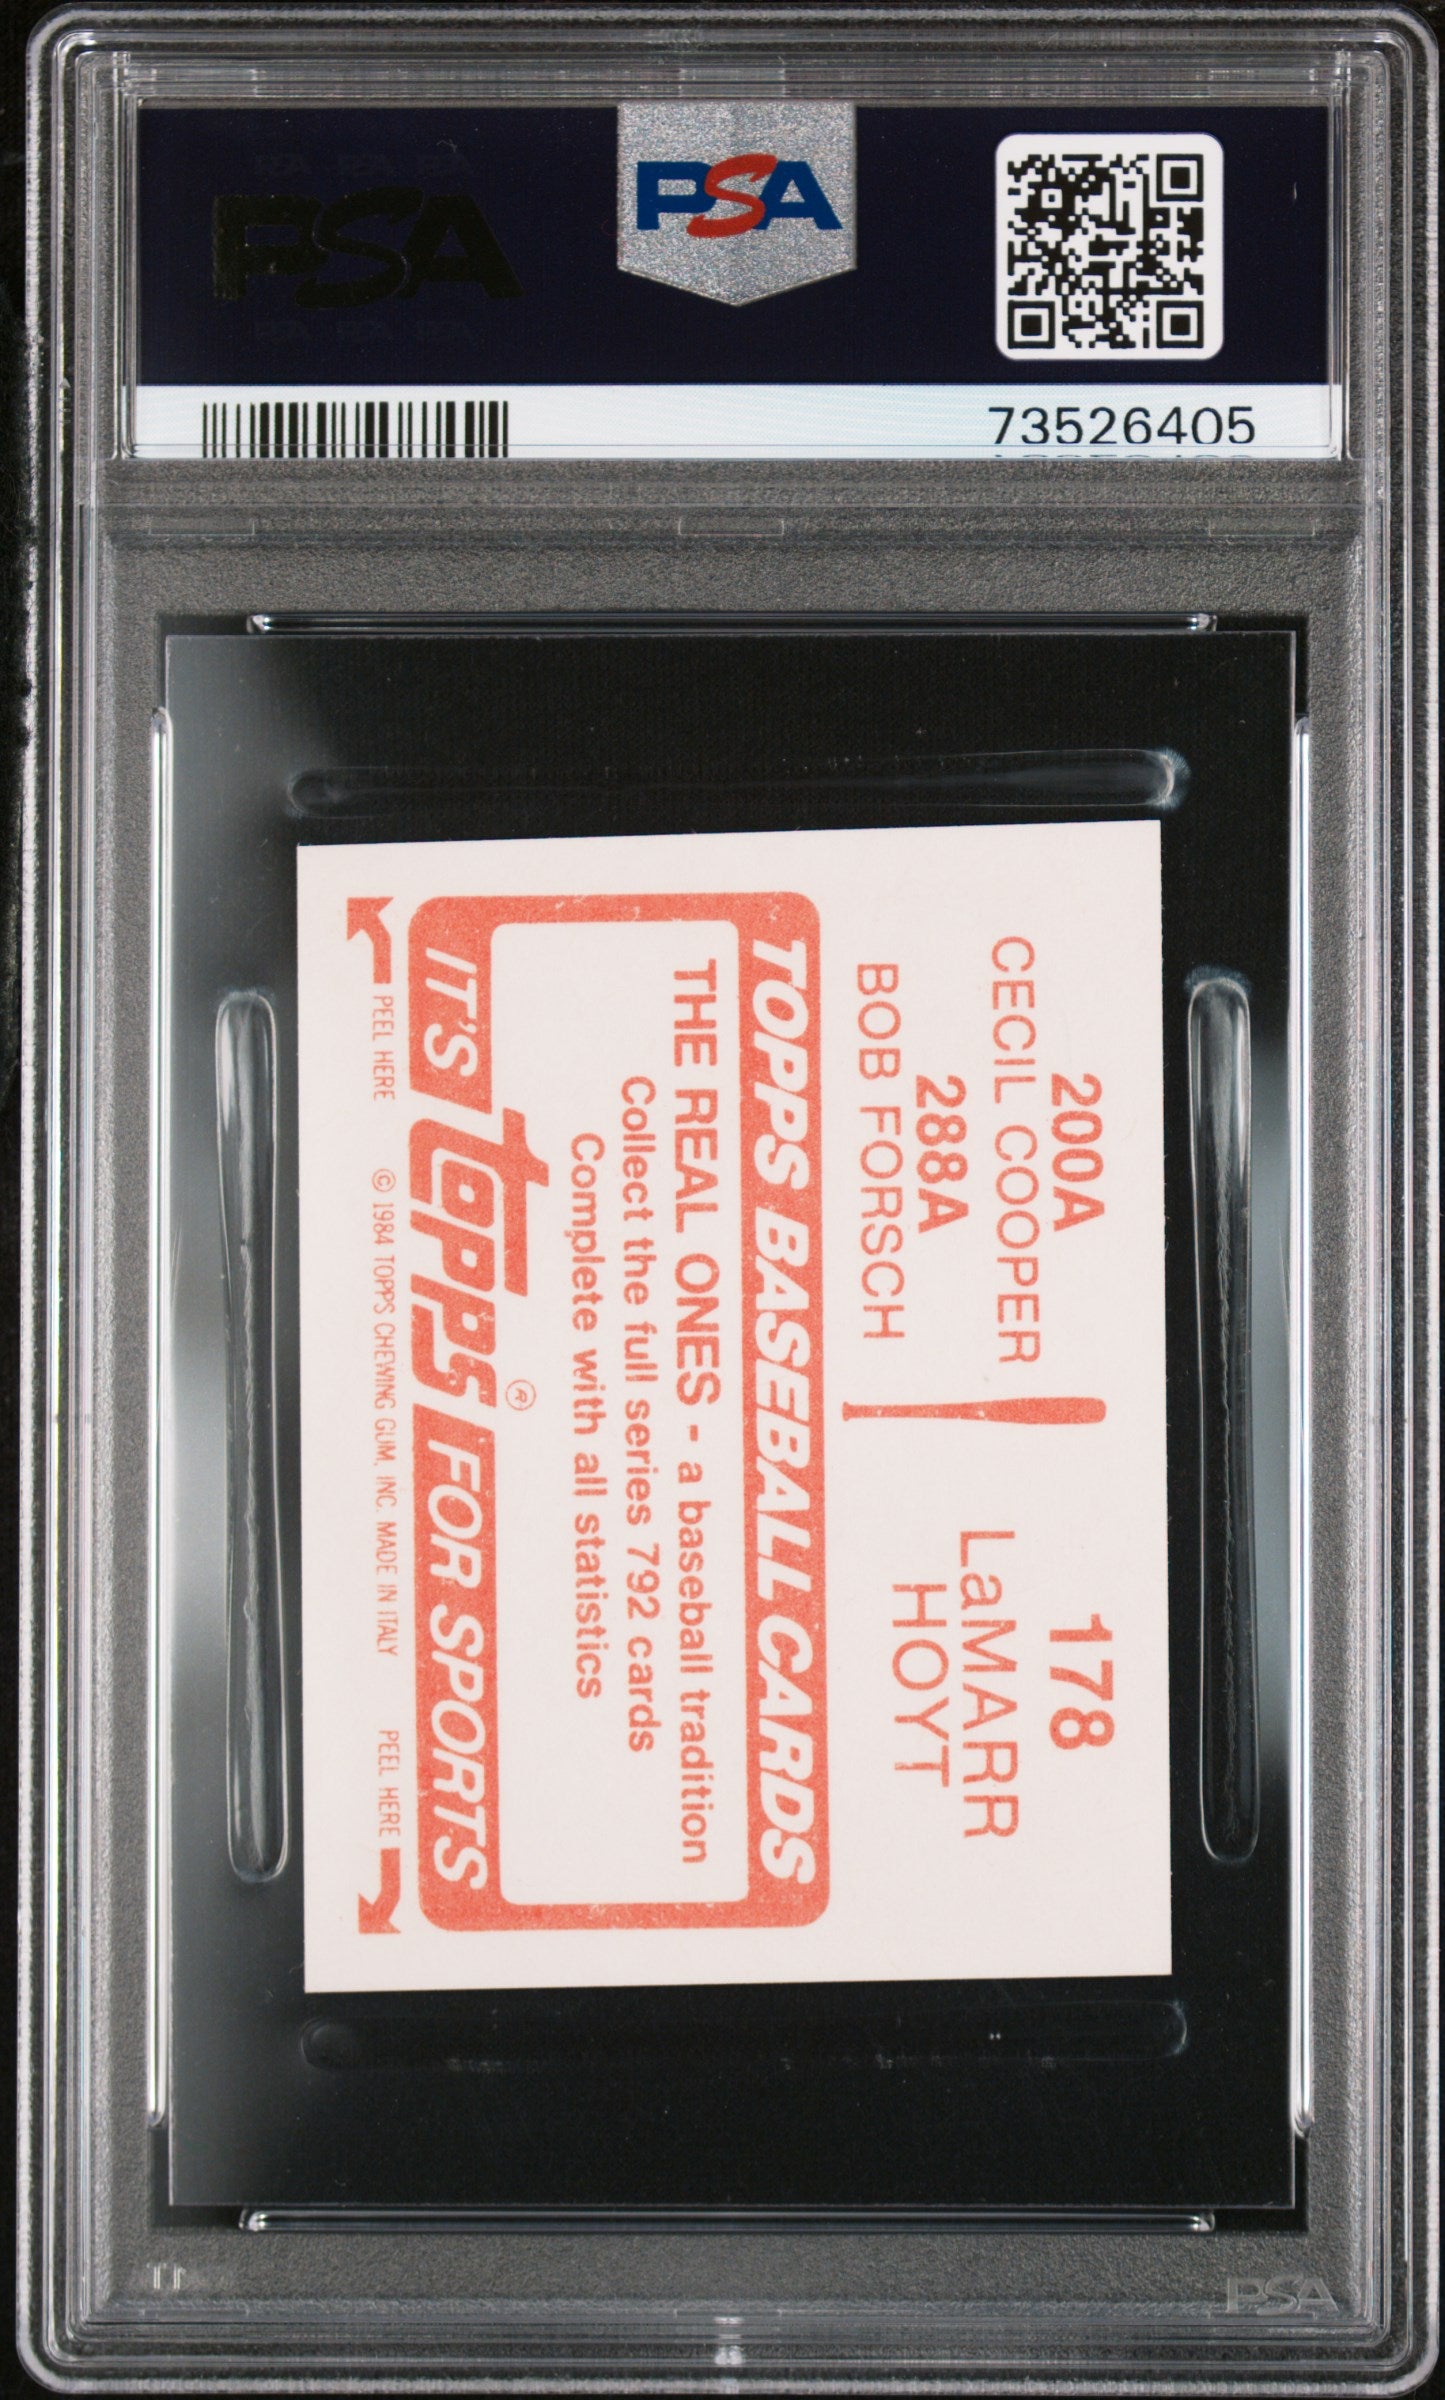 PSA
PSA
73526405
200A
CECIL COOPER
288A
BOB FORSCH
178
LaMARR
HOYT
TOPPS BASEBALL CARDS
THE REAL ONES - a baseball tradition
Collect the full series 792 cards
Complete with all statistics
IT'S TOPPS® FOR SPORTS
PEEL HERE © 1984 TOPPS CHEWING GUM, INC. MADE IN ITALY PEEL HERE
PSA